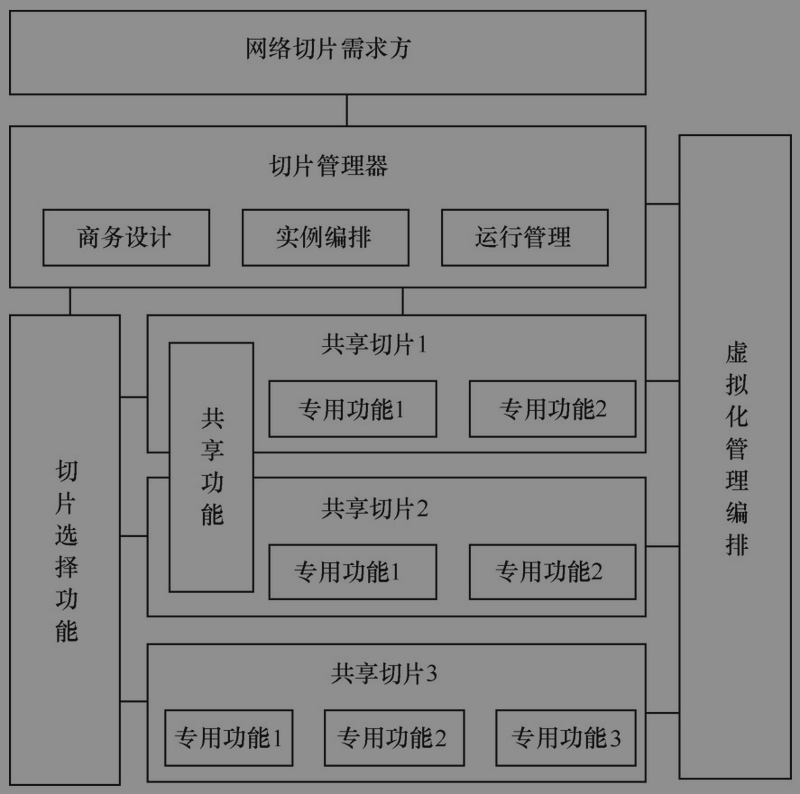 网络切片需求方
切片管理器
商务设计
实例编排
运行管理
切片选择功能
共享功能
共享切片1
专用功能1
专用功能2
共享切片2
专用功能1
专用功能2
共享切片3
专用功能1
专用功能2
专用功能3
虚拟化管理编排